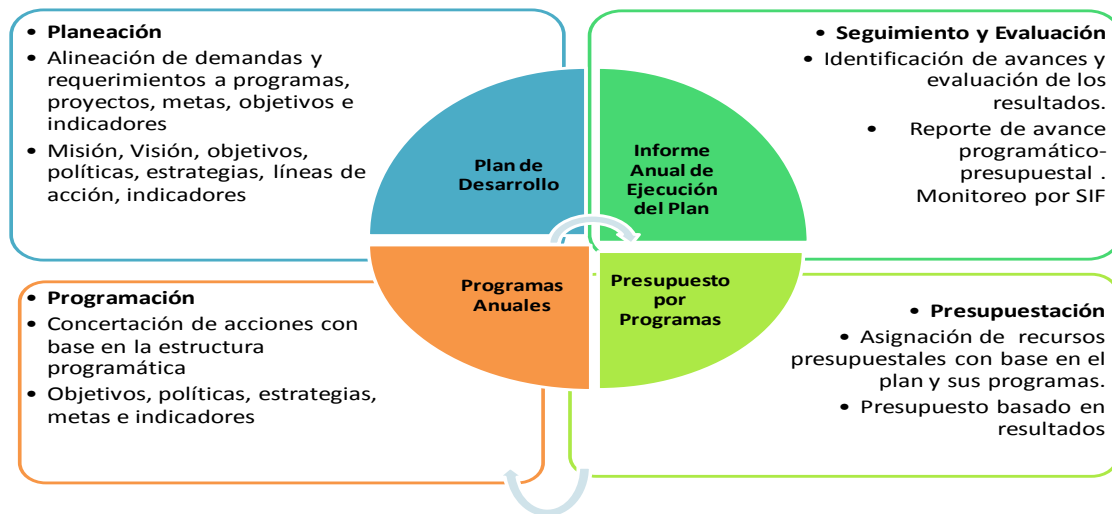 • Planeación
• Alineación de demandas y
requerimientos a programas,
proyectos, metas, objetivos e
indicadores
• Misión, Visión, objetivos,
políticas, estrategias, líneas de
acción, indicadores
Plan de
Desarrollo
Informe
Anual de
Ejecución
del Plan
• Seguimiento y Evaluación
• Identificación de avances y
evaluación de los
resultados.
• Reporte de avance
programático-
presupuestal .
Monitoreo por SIF
• Programación
• Concertación de acciones con
base en la estructura
programática
• Objetivos, políticas, estrategias,
metas e indicadores
Programas
Anuales
Presupuesto
por
Programas
• Presupuestación
• Asignación de recursos
presupuestales con base en el
plan y sus programas.
• Presupuesto basado en
resultados